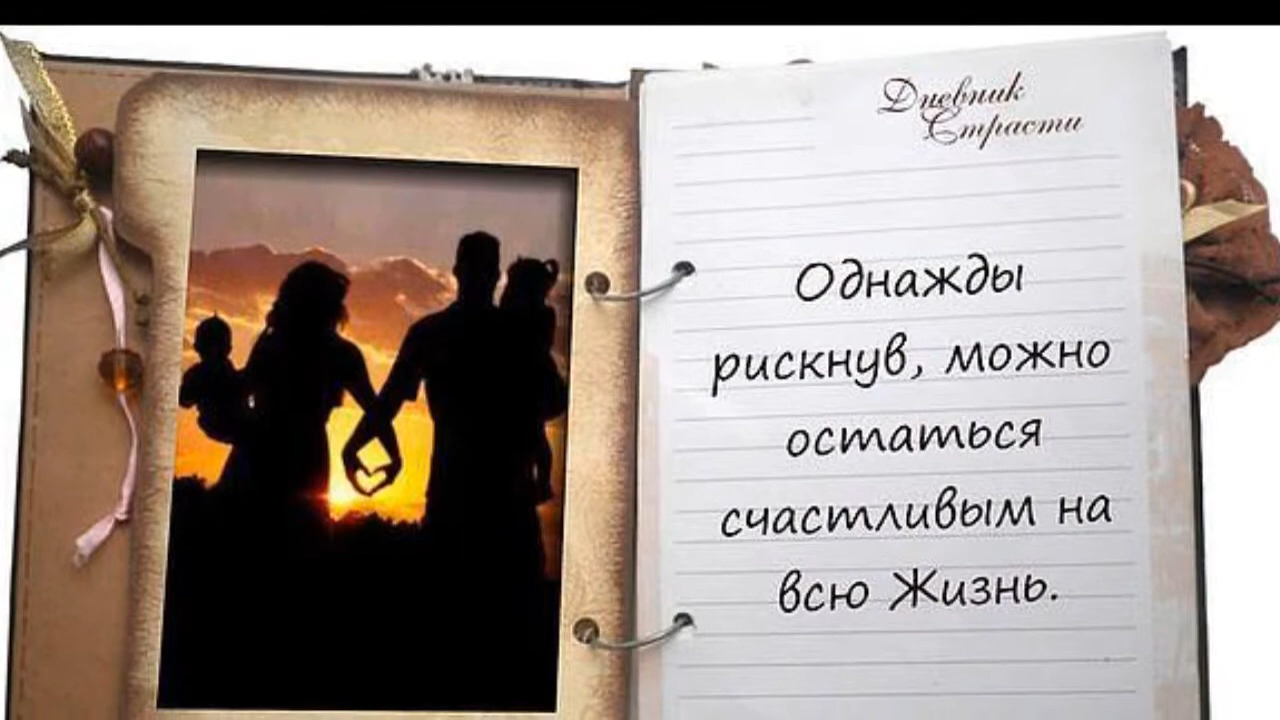 Дневник
Страсти
Однажды
рискнув, можно
остаться
счастливым на
всю Жизнь.